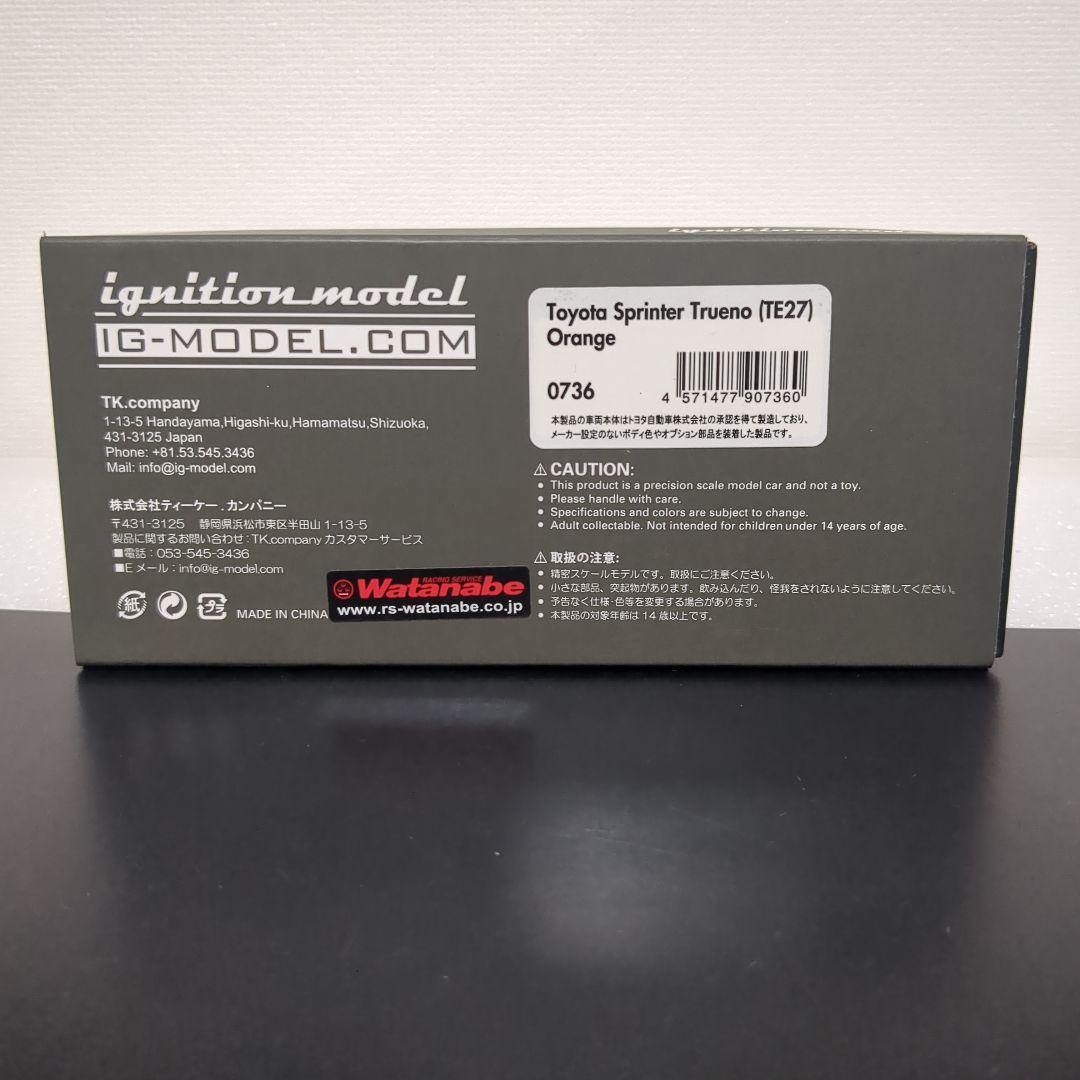 ignition model
ignition model
IG-MODEL.COM
TK.company
1-13-5 Handayama,Higashi-ku,Hamamatsu,Shizuoka,
431-3125 Japan
Phone: +81.53.545.3436
Mail: info@ig-model.com
株式会社ティーケー.カンパニー
〒431-3125 静岡県浜松市東区半田山1-13-5
製品に関するお問い合わせ:TK.company カスタマーサービス
■電話:053-545-3436
■Eメール:info@ig-model.com
紙
プラ
MADE IN CHINA
RACING SERVICE
Watanabe
www.rs-watanabe.co.jp
Toyota Sprinter Trueno (TE27)
Orange
0736
4 571477 907360
本製品の車両本体はトヨタ自動車株式会社の承認を得て製造しており、
メーカー設定のないボディ色やオプション部品を装着した製品です。
⚠ CAUTION:
• This product is a precision scale model car and not a toy.
• Please handle with care.
• Specifications and colors are subject to change.
• Adult collectable. Not intended for children under 14 years of age.
⚠ 取扱の注意:
• 精密スケールモデルです。取扱にご注意ください。
• 小さな部品、突起物があります。飲み込んだり、怪我をされないように注意してください。
• 予告なく仕様・色等を変更する場合があります。
• 本製品の対象年齢は14歳以上です。